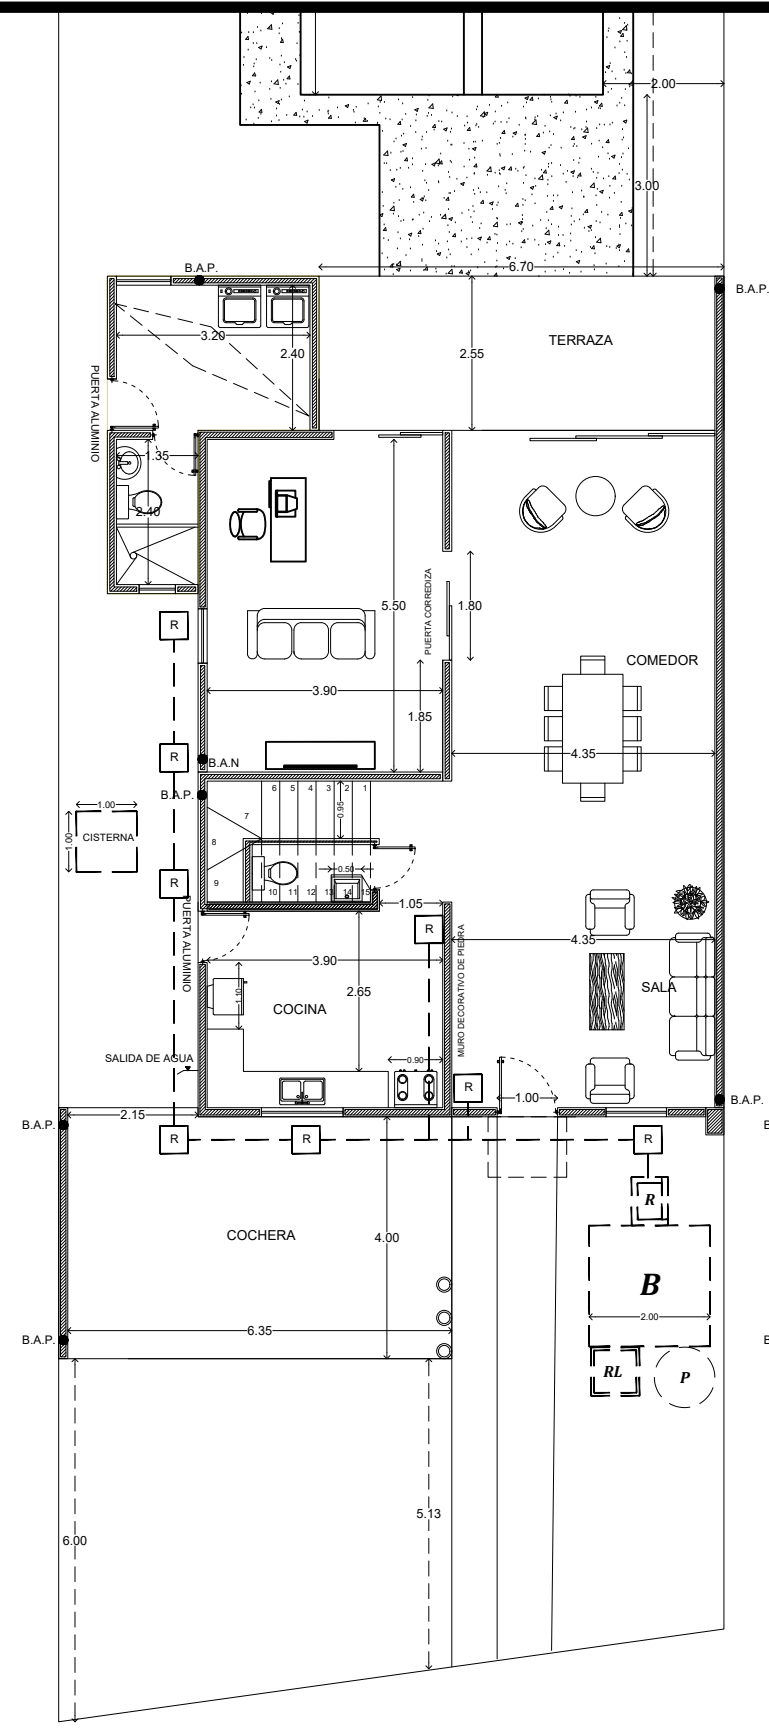 2.00
3.00
6.70
B.A.P.
B.A.P.
3.20
2.40
2.55
TERRAZA
PUERTA ALUMINIO
1.35
2.40
5.50
PUERTA CORREDIZA
1.80
R
COMEDOR
3.90
1.85
R
B.A.N
4.35
B.A.P.
6 5 4 3 2 1
7
0.95
1.00
1.00
CISTERNA
8
R
9
0.50
10 11 12 13 14 15
1.05
PUERTA ALUMINIO
R
MURO DECORATIVO DE PIEDRA
4.35
3.90
1.10
2.65
COCINA
SALA
SALIDA DE AGUA
0.90
R
1.00
B.A.P.
2.15
B.A.P.
B
R
R
R
R
COCHERA
4.00
B
2.00
6.35
B.A.P.
B
RL
P
5.13
6.00